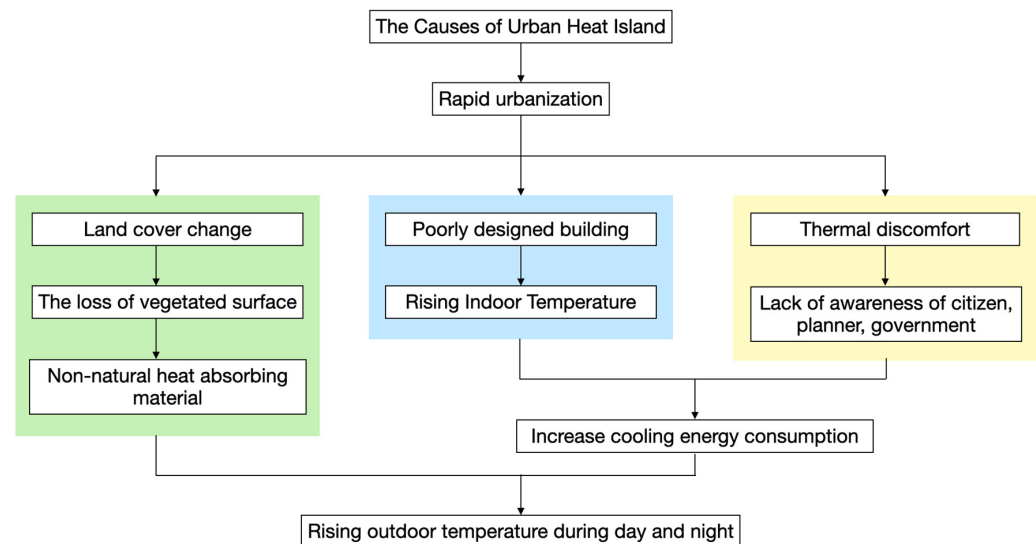 The Causes of Urban Heat Island
Rapid urbanization
Land cover change
The loss of vegetated surface
Non-natural heat absorbing
material
Poorly designed building
Rising Indoor Temperature
Thermal discomfort
Lack of awareness of citizen,
planner, government
Increase cooling energy consumption
Rising outdoor temperature during day and night